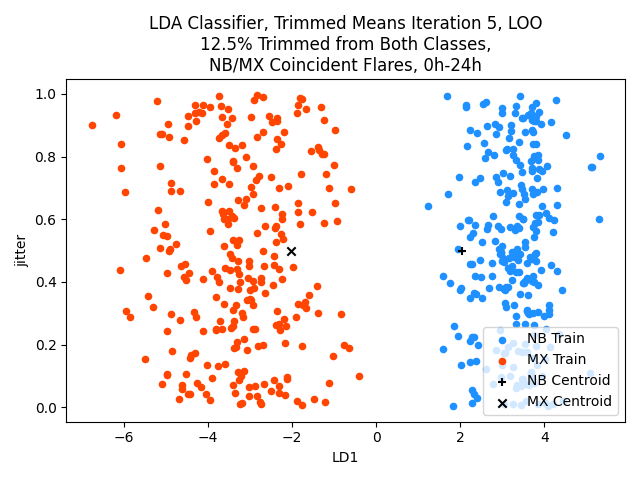 LDA Classifier, Trimmed Means Iteration 5, LOO
12.5% Trimmed from Both Classes,
NB/MX Coincident Flares, 0h-24h
1.0
0.8
0.6
0.4
0.2
0.0
jitter
−6
−4
−2
0
2
4
LD1
NB Train
MX Train
NB Centroid
MX Centroid